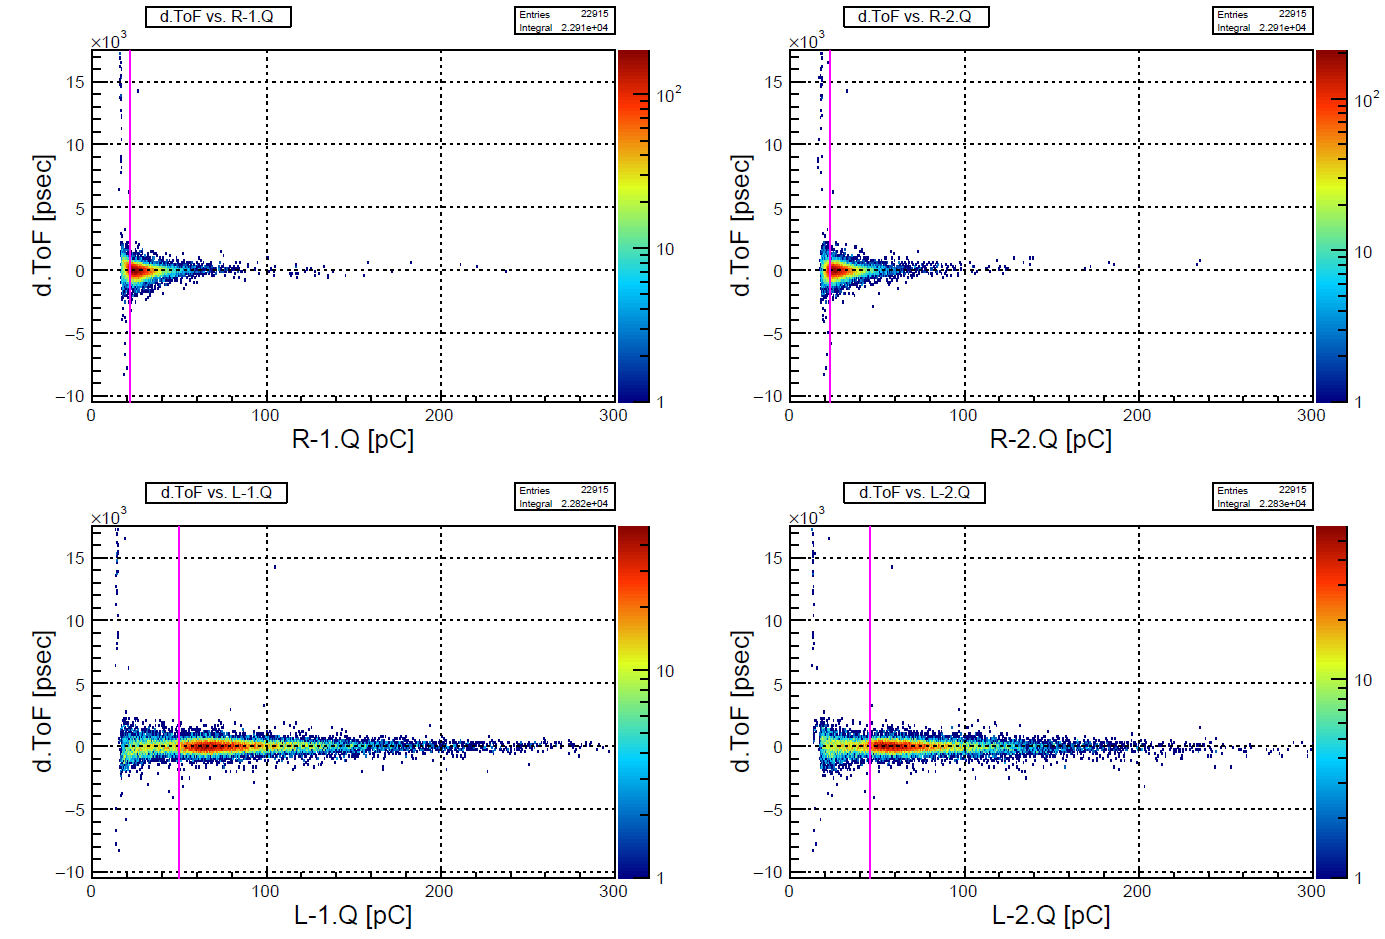 d.ToF vs. R-1.Q
Entries 22915
Integral 2.291e+04
×10³
15
10
5
0
−5
−10
d.ToF [psec]
0 100 200 300
R-1.Q [pC]
10²
10
1
d.ToF vs. R-2.Q
Entries 22915
Integral 2.291e+04
×10³
15
10
5
0
−5
−10
d.ToF [psec]
0 100 200 300
R-2.Q [pC]
10²
10
1
d.ToF vs. L-1.Q
Entries 22915
Integral 2.282e+04
×10³
15
10
5
0
−5
−10
d.ToF [psec]
0 100 200 300
L-1.Q [pC]
10
1
d.ToF vs. L-2.Q
Entries 22915
Integral 2.283e+04
×10³
15
10
5
0
−5
−10
d.ToF [psec]
0 100 200 300
L-2.Q [pC]
10
1